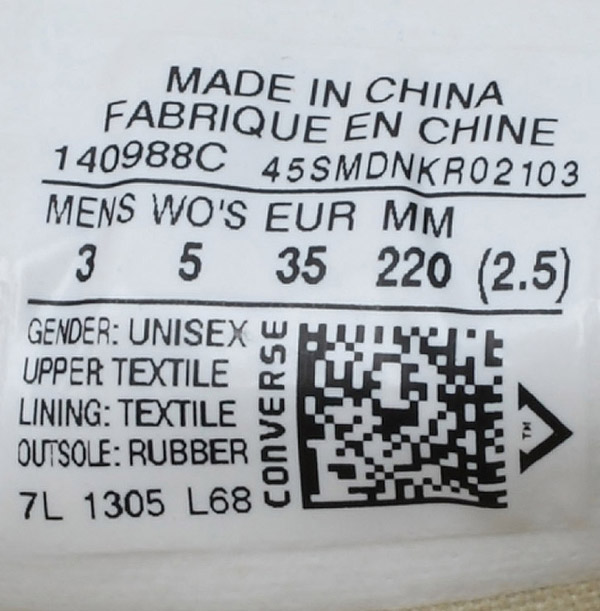 MADE IN CHINA
FABRIQUE EN CHINE
140988C 45SMDNKR02103
MENS WO'S EUR MM
3 5 35 220 (2.5)
GENDER: UNISEX
UPPER TEXTILE
LINING: TEXTILE
OUTSOLE: RUBBER
7L 1305 L68
CONVERSE
TM